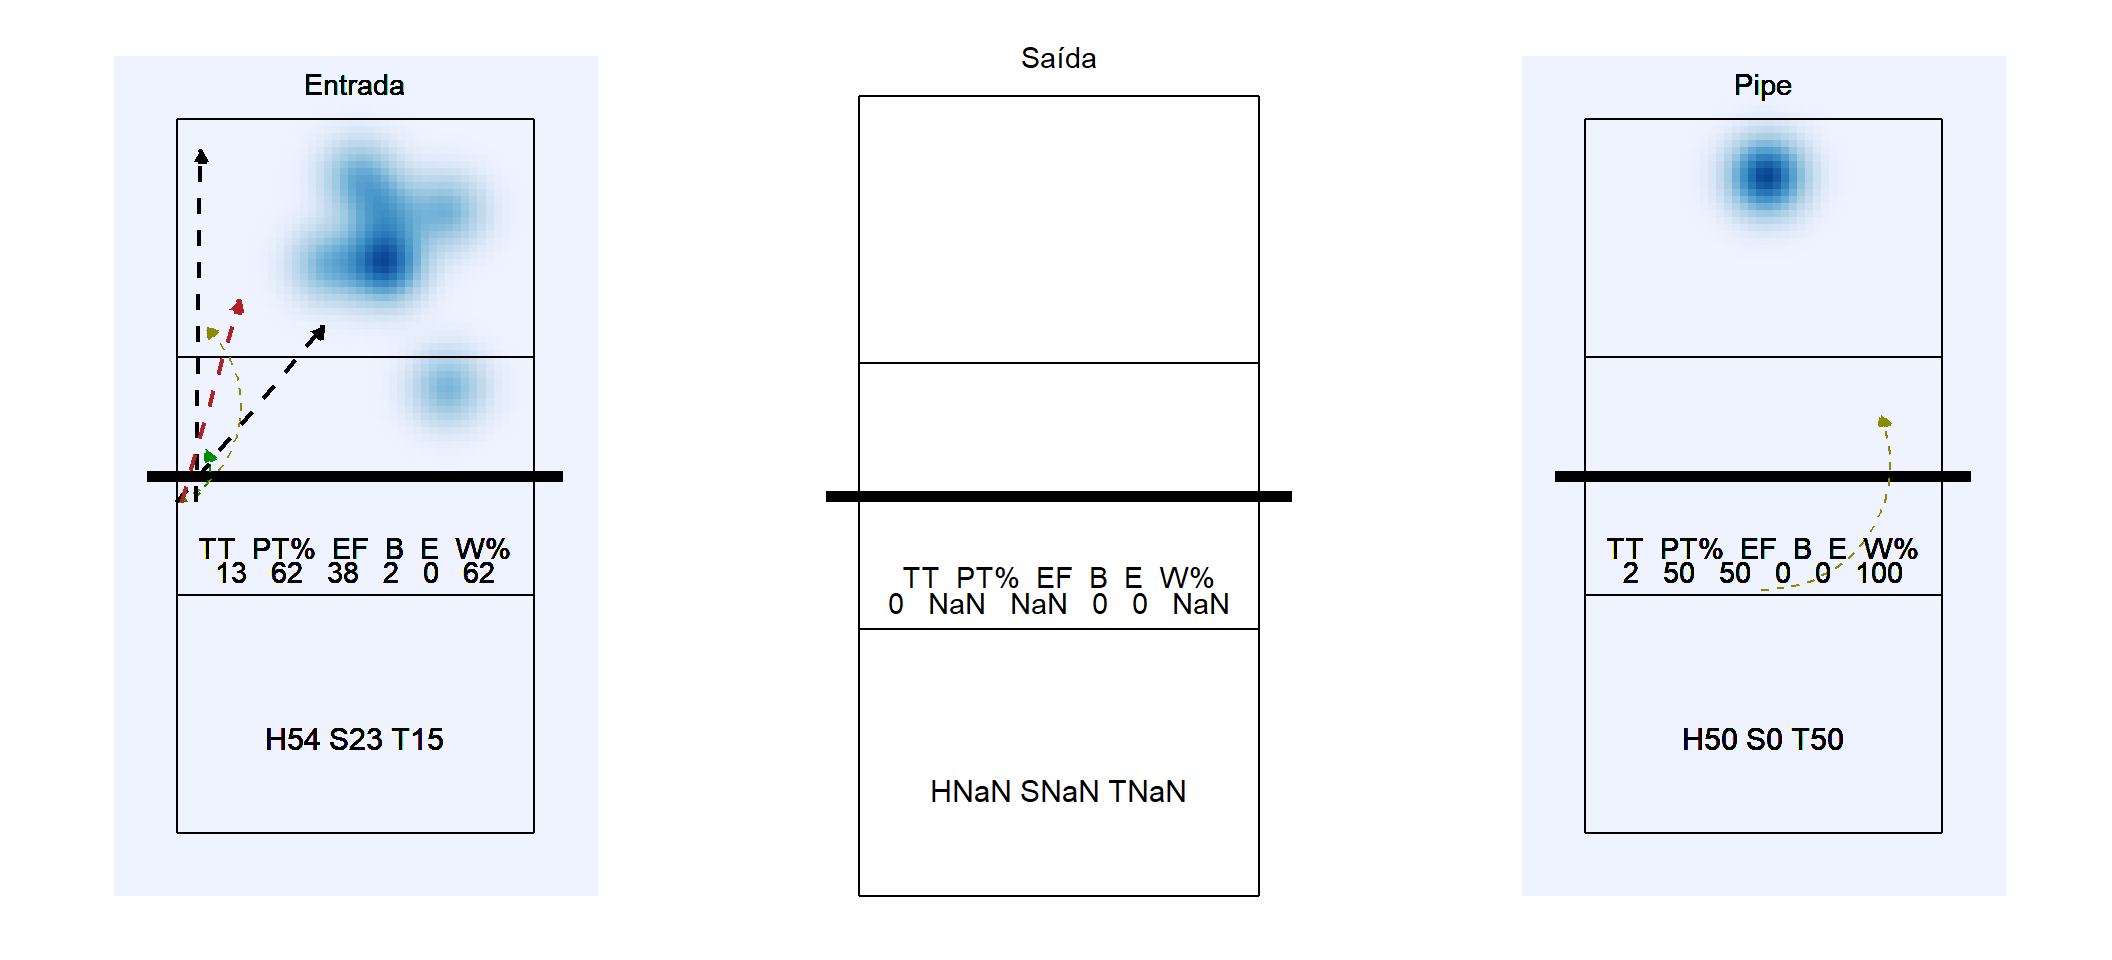 Entrada
TT PT% EF B E W%
13 62 38 2 0 62
H54 S23 T15
Saída
TT PT% EF B E W%
0 NaN NaN 0 0 NaN
HNaN SNaN TNaN
Pipe
TT PT% EF B E W%
2 50 50 0 0 100
H50 S0 T50